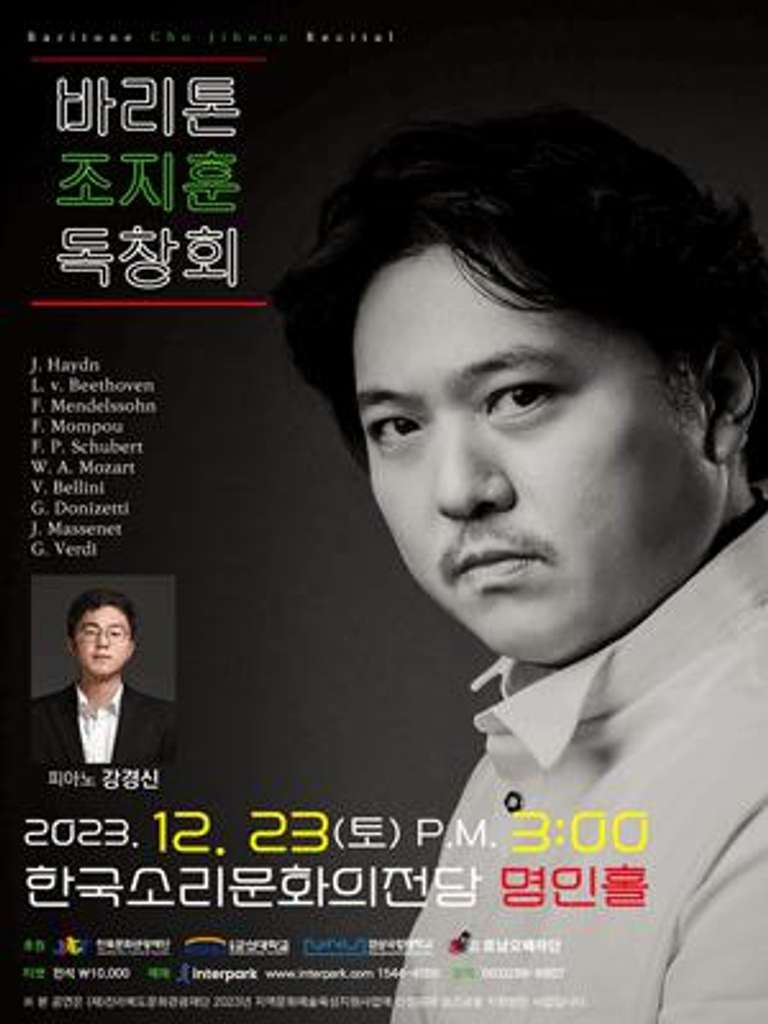 Baritone Cho Jihoon Recital
바리톤
조지훈
독창회
J. Haydn
L. v. Beethoven
F. Mendelssohn
F. Mompou
F. P. Schubert
W. A. Mozart
V. Bellini
G. Donizetti
J. Massenet
G. Verdi
피아노 강경신
2023. 12. 23(토) P.M. 3:00
한국소리문화의전당 명인홀
후원
티켓 전석 ₩10,000 예매 interpark www.interpark.com